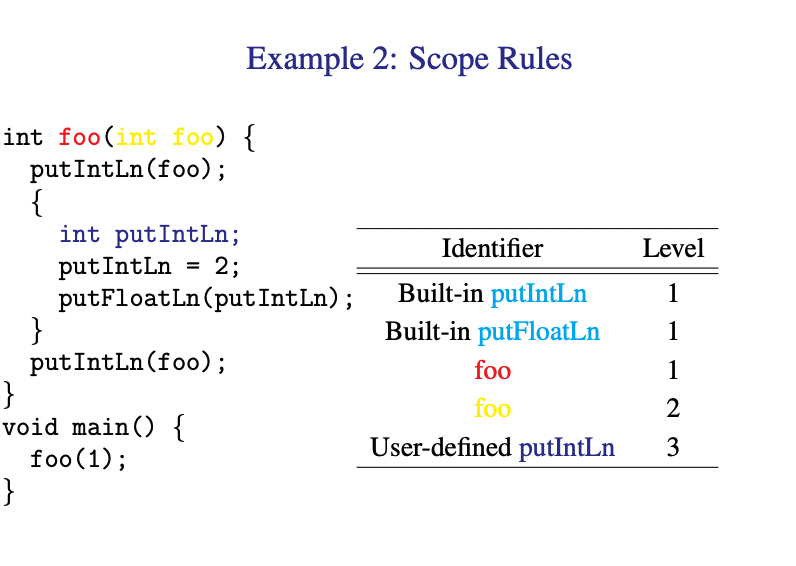 Example 2: Scope Rules
int foo(int foo) {
  putIntLn(foo);
  {
    int putIntLn;
    putIntLn = 2;
    putFloatLn(putIntLn);
  }
  putIntLn(foo);
}
void main() {
  foo(1);
}
Identifier Level
Built-in putIntLn 1
Built-in putFloatLn 1
foo 1
foo 2
User-defined putIntLn 3